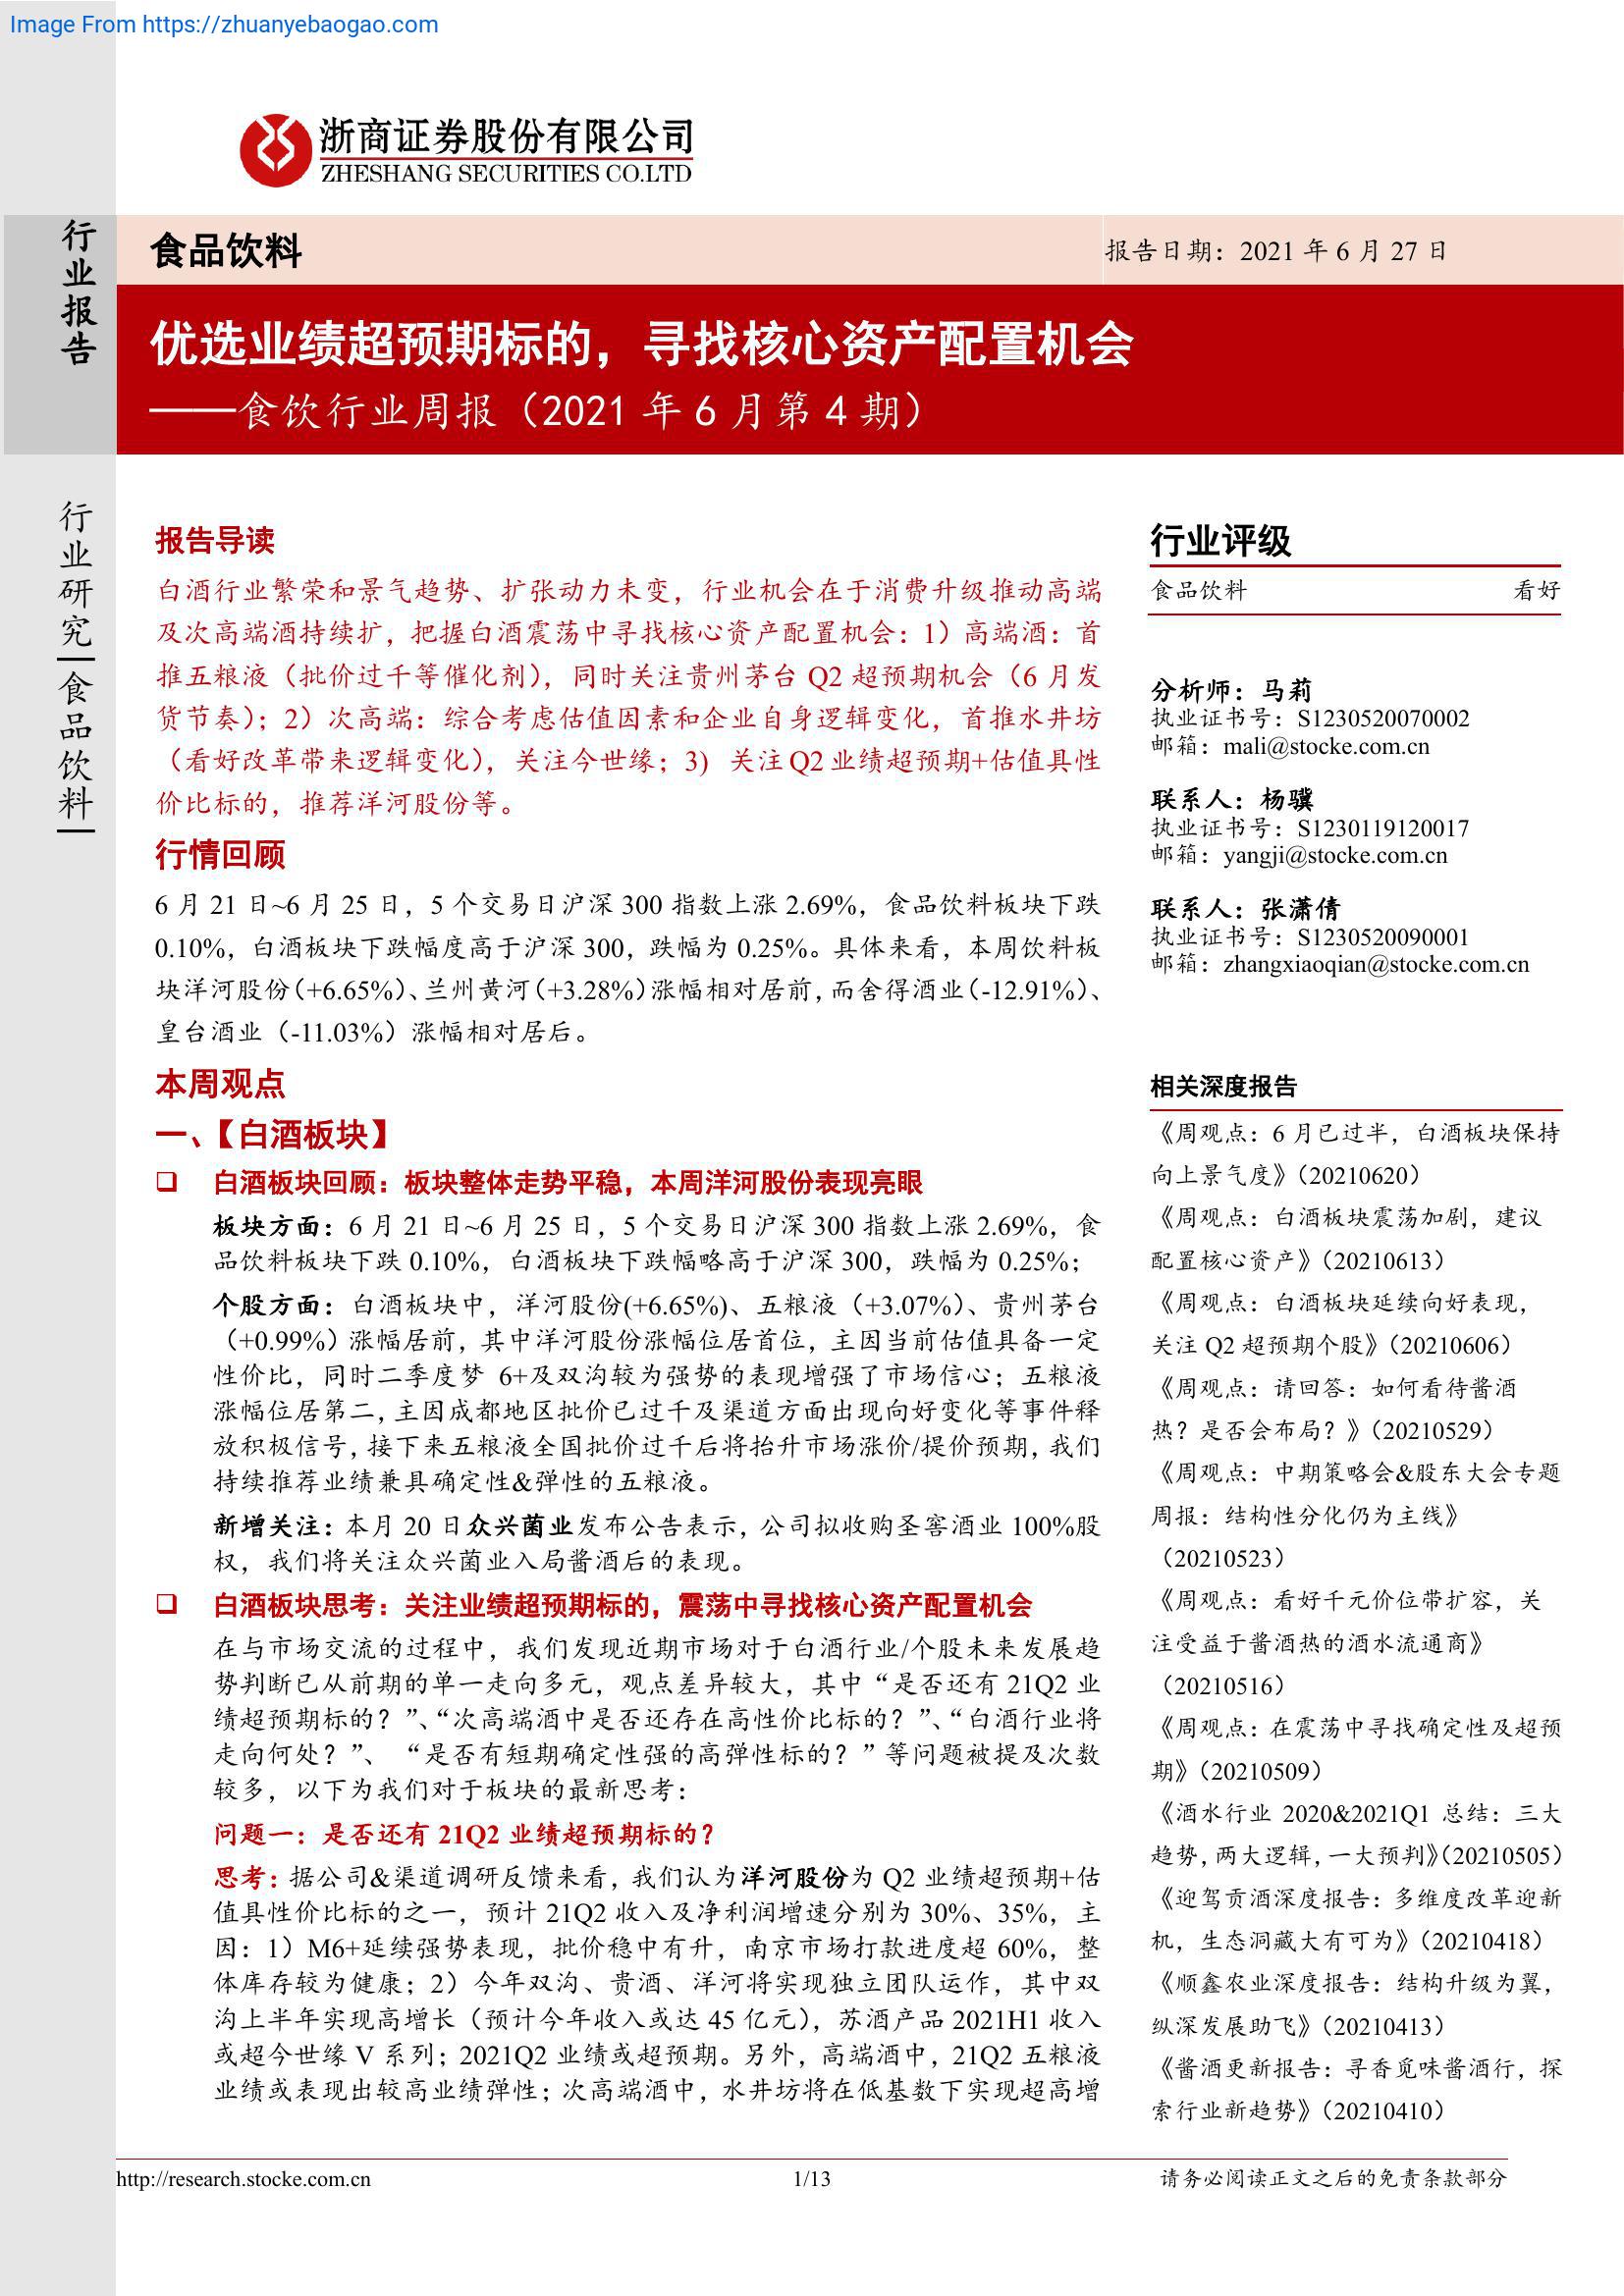 Image From https://zhuanyebaogao.com
浙商证券股份有限公司
ZHESHANG SECURITIES CO.LTD
行业报告
食品饮料
报告日期：2021 年 6 月 27 日
优选业绩超预期标的，寻找核心资产配置机会
——食饮行业周报（2021 年 6 月第 4 期）
行业研究
食品饮料
报告导读
白酒行业繁荣和景气趋势、扩张动力未变，行业机会在于消费升级推动高端
及次高端酒持续扩，把握白酒震荡中寻找核心资产配置机会：1）高端酒：首
推五粮液（批价过千等催化剂），同时关注贵州茅台 Q2 超预期机会（6 月发
货节奏）；2）次高端：综合考虑估值因素和企业自身逻辑变化，首推水井坊
（看好改革带来逻辑变化），关注今世缘；3）关注 Q2 业绩超预期+估值具性
价比标的，推荐洋河股份等。
行情回顾
6 月 21 日~6 月 25 日，5 个交易日沪深 300 指数上涨 2.69%，食品饮料板块下跌
0.10%，白酒板块下跌幅度高于沪深 300，跌幅为 0.25%。具体来看，本周饮料板
块洋河股份（+6.65%）、兰州黄河（+3.28%）涨幅相对居前，而舍得酒业（-12.91%）、
皇台酒业（-11.03%）涨幅相对居后。
本周观点
一、【白酒板块】
❑ 白酒板块回顾：板块整体走势平稳，本周洋河股份表现亮眼
板块方面：6 月 21 日~6 月 25 日，5 个交易日沪深 300 指数上涨 2.69%，食
品饮料板块下跌 0.10%，白酒板块下跌幅略高于沪深 300，跌幅为 0.25%；
个股方面：白酒板块中，洋河股份(+6.65%)、五粮液（+3.07%）、贵州茅台
（+0.99%）涨幅居前，其中洋河股份涨幅位居首位，主因当前估值具备一定
性价比，同时二季度梦 6+及双沟较为强势的表现增强了市场信心；五粮液
涨幅位居第二，主因成都地区批价已过千及渠道方面出现向好变化等事件释
放积极信号，接下来五粮液全国批价过千后将抬升市场涨价/提价预期，我们
持续推荐业绩兼具确定性&弹性的五粮液。
新增关注：本月 20 日众兴菌业发布公告表示，公司拟收购圣窖酒业 100%股
权，我们将关注众兴菌业入局酱酒后的表现。
❑ 白酒板块思考：关注业绩超预期标的，震荡中寻找核心资产配置机会
在与市场交流的过程中，我们发现近期市场对于白酒行业/个股未来发展趋
势判断已从前期的单一走向多元，观点差异较大，其中“是否还有 21Q2 业
绩超预期标的？”、“次高端酒中是否还存在高性价比标的？”、“白酒行业将
走向何处？”、 “是否有短期确定性强的高弹性标的？”等问题被提及次数
较多，以下为我们对于板块的最新思考：
问题一：是否还有 21Q2 业绩超预期标的？
思考：据公司&渠道调研反馈来看，我们认为洋河股份为 Q2 业绩超预期+估
值具性价比标的之一，预计 21Q2 收入及净利润增速分别为 30%、35%，主
因：1）M6+延续强势表现，批价稳中有升，南京市场打款进度超 60%，整
体库存较为健康；2）今年双沟、贵酒、洋河将实现独立团队运作，其中双
沟上半年实现高增长（预计今年收入或达 45 亿元），苏酒产品 2021H1 收入
或超今世缘 V 系列；2021Q2 业绩或超预期。另外，高端酒中，21Q2 五粮液
业绩或表现出较高业绩弹性；次高端酒中，水井坊将在低基数下实现超高增
行业评级
食品饮料 看好
分析师：马莉
执业证书号：S1230520070002
邮箱：mali@stocke.com.cn
联系人：杨骥
执业证书号：S1230119120017
邮箱：yangji@stocke.com.cn
联系人：张潇倩
执业证书号：S1230520090001
邮箱：zhangxiaoqian@stocke.com.cn
相关深度报告
《周观点：6 月已过半，白酒板块保持
向上景气度》（20210620）
《周观点：白酒板块震荡加剧，建议
配置核心资产》（20210613）
《周观点：白酒板块延续向好表现，
关注 Q2 超预期个股》（20210606）
《周观点：请回答：如何看待酱酒
热？是否会布局？》（20210529）
《周观点：中期策略会&股东大会专题
周报：结构性分化仍为主线》
（20210523）
《周观点：看好千元价位带扩容，关
注受益于酱酒热的酒水流通商》
（20210516）
《周观点：在震荡中寻找确定性及超预
期》（20210509）
《酒水行业 2020&2021Q1 总结：三大
趋势，两大逻辑，一大预判》（20210505）
《迎驾贡酒深度报告：多维度改革迎新
机，生态洞藏大有可为》（20210418）
《顺鑫农业深度报告：结构升级为翼，
纵深发展助飞》（20210413）
《酱酒更新报告：寻香觅味酱酒行，探
索行业新趋势》（20210410）
http://research.stocke.com.cn
1/13
请务必阅读正文之后的免责条款部分